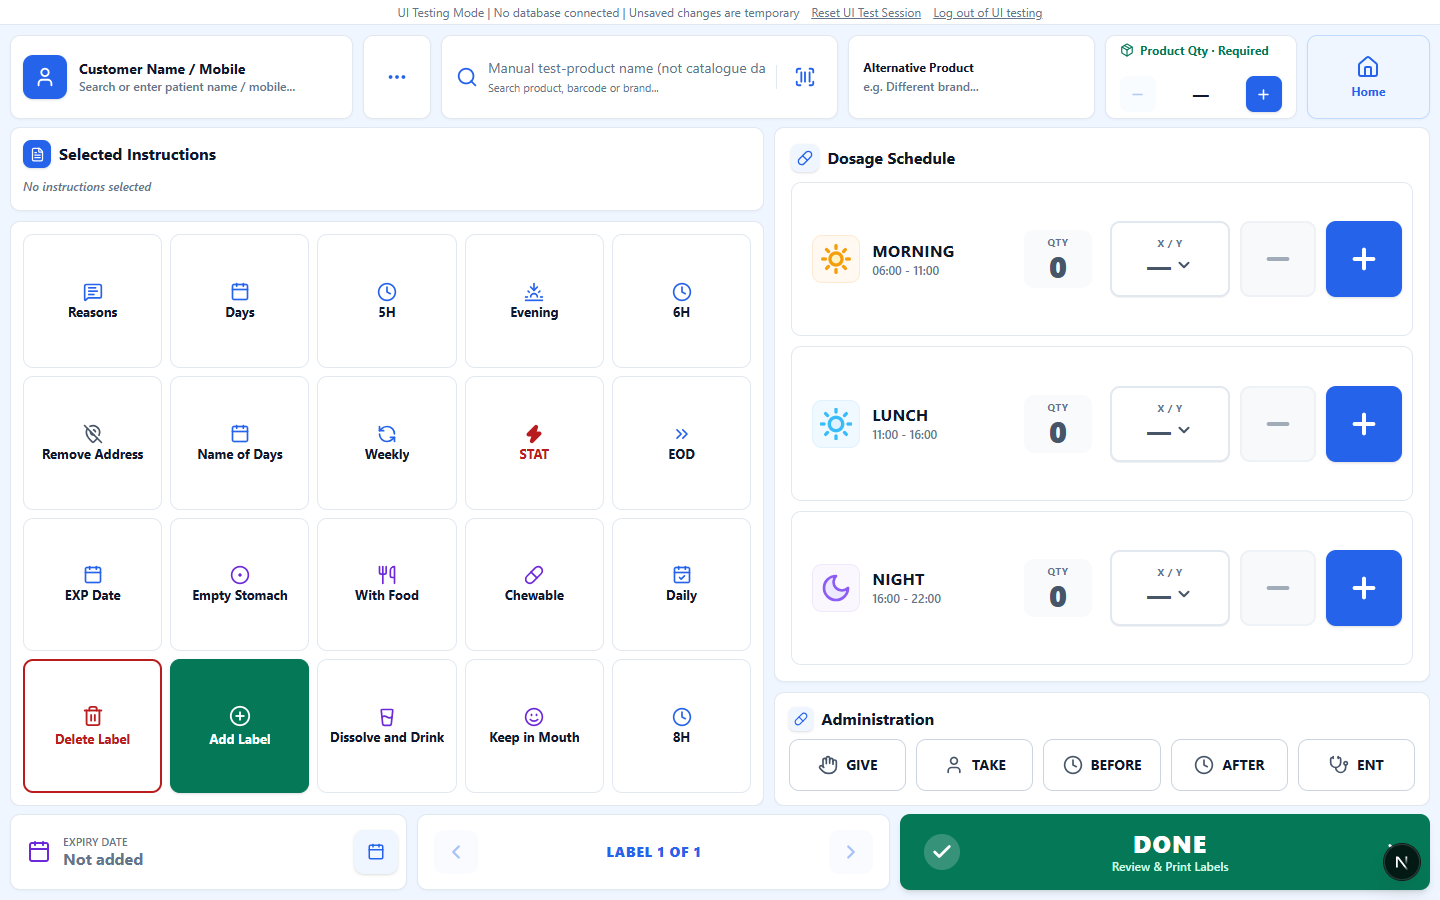 UI Testing Mode | No database connected | Unsaved changes are temporary Reset UI Test Session Log out of UI testing
Customer Name / Mobile
Search or enter patient name / mobile...
Manual test-product name (not catalogue da
Search product, barcode or brand...
Alternative Product
e.g. Different brand...
Product Qty · Required
—
Home
Selected Instructions
No instructions selected
Reasons
Days
5H
Evening
6H
Remove Address
Name of Days
Weekly
STAT
EOD
EXP Date
Empty Stomach
With Food
Chewable
Daily
Delete Label
Add Label
Dissolve and Drink
Keep in Mouth
8H
Dosage Schedule
MORNING
06:00 - 11:00
QTY
0
X / Y
—
LUNCH
11:00 - 16:00
QTY
0
X / Y
—
NIGHT
16:00 - 22:00
QTY
0
X / Y
—
Administration
GIVE
TAKE
BEFORE
AFTER
ENT
EXPIRY DATE
Not added
LABEL 1 OF 1
DONE
Review & Print Labels
N